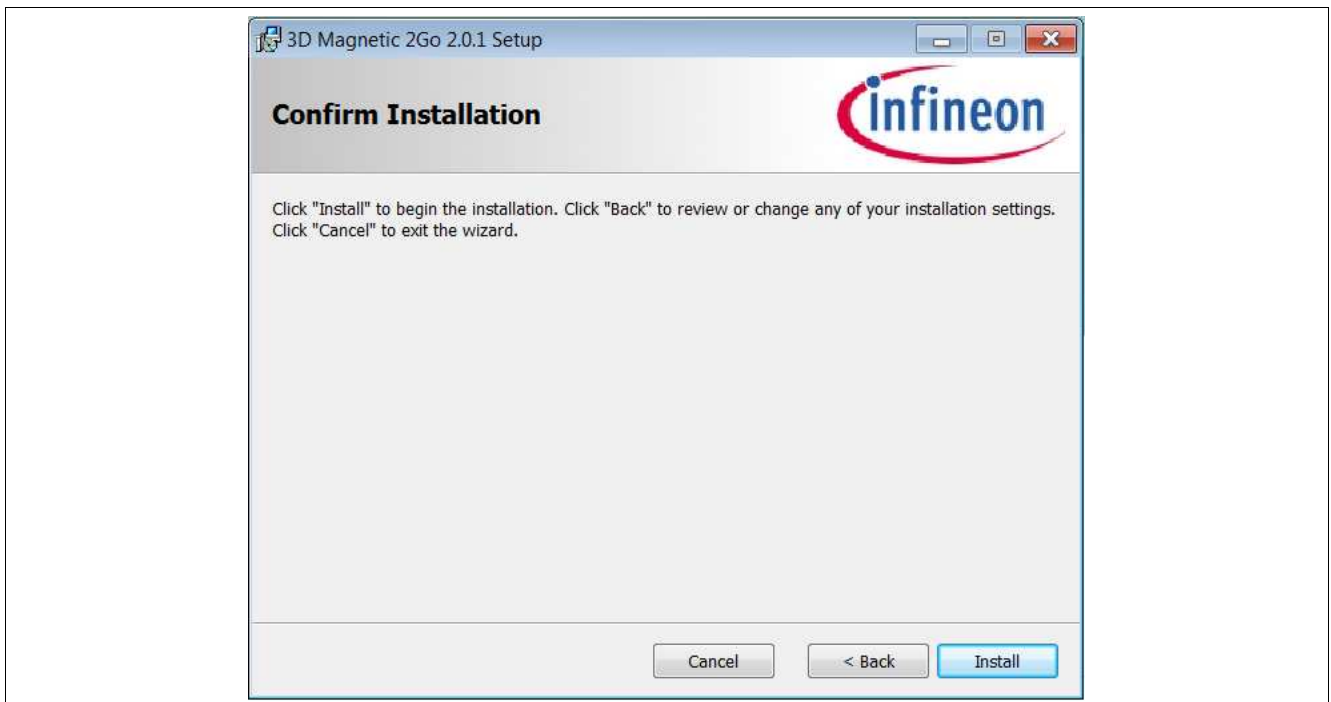 3D Magnetic 2Go 2.0.1 Setup
Confirm Installation
infineon
Click "Install" to begin the installation. Click "Back" to review or change any of your installation settings.
Click "Cancel" to exit the wizard.
Cancel
< Back
Install